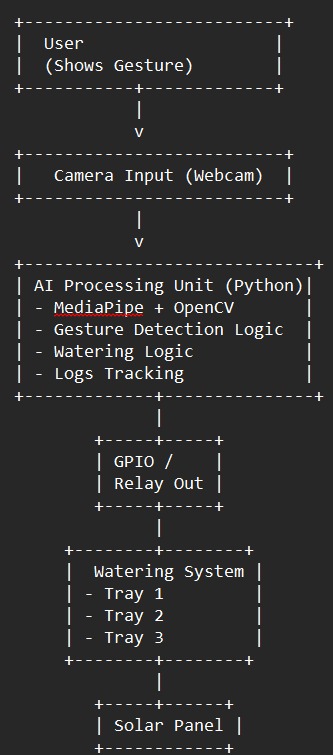 User
(Shows Gesture)
Camera Input (Webcam)
AI Processing Unit (Python)
- MediaPipe + OpenCV
- Gesture Detection Logic
- Watering Logic
- Logs Tracking
GPIO /
Relay Out
Watering System
- Tray 1
- Tray 2
- Tray 3
Solar Panel